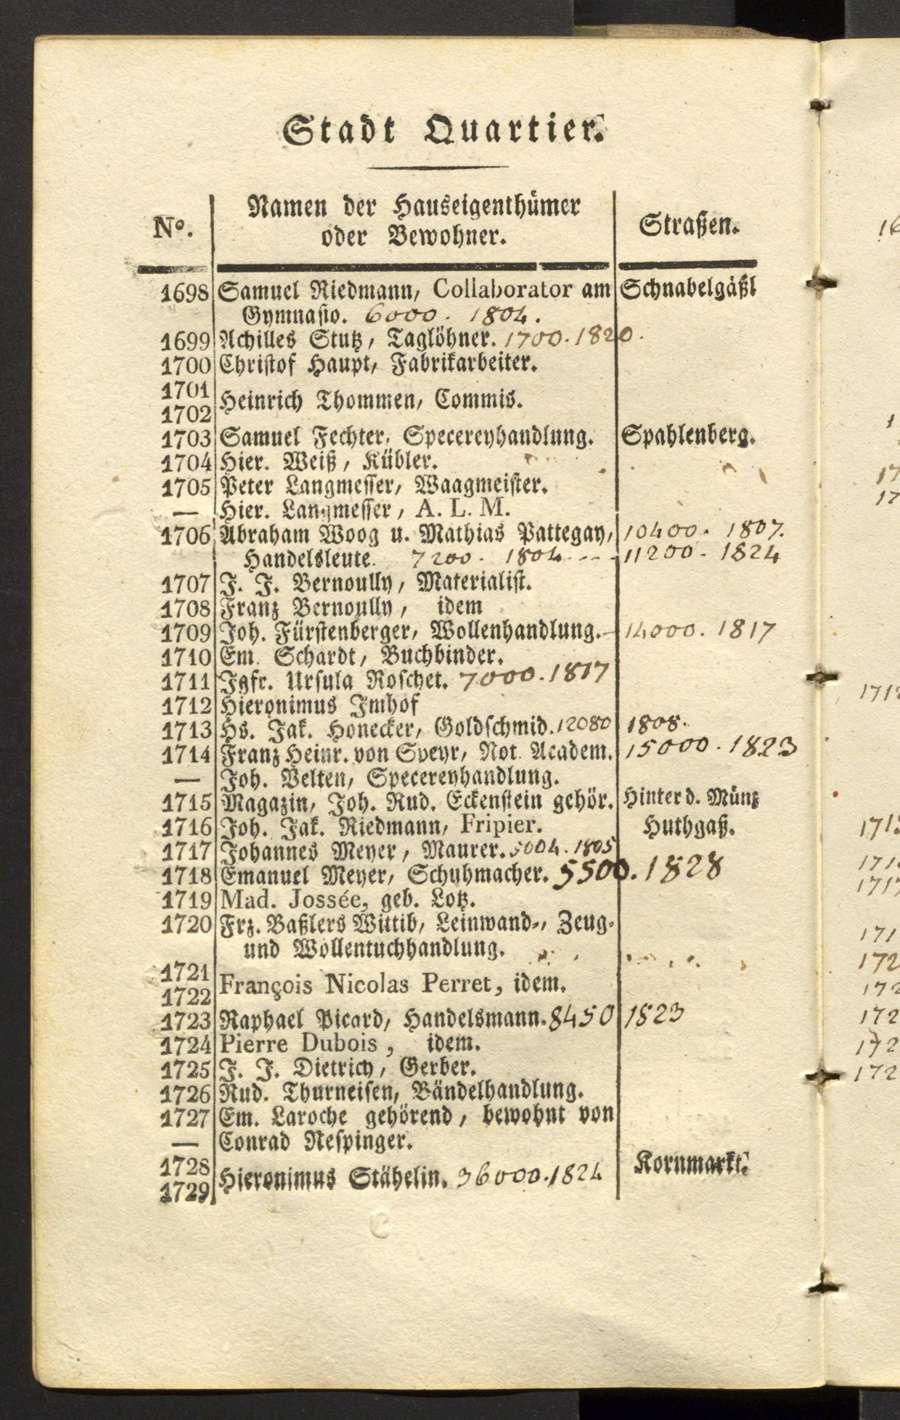 Stadt Quartier.
No. Namen der Hauseigenthümer oder Bewohner. Straßen.
1698 Samuel Riedmann, Collaborator am Schnabelgäßl
Gymnasio. 6000. 1804.
1699 Achilles Stutz, Taglöhner. 1700. 1820.
1700 Christof Haupt, Fabrikarbeiter.
1701
1702 Heinrich Thommen, Commis.
1703 Samuel Fechter, Specereyhandlung. Spahlenberg.
1704 Hier. Weiß, Kübler.
1705 Peter Langmesser, Waagmeister.
— Hier. Langmesser, A. L. M.
1706 Abraham Woog u. Mathias Pattegay, 10400. 1807.
Handelsleute. 7200. 1804 - - - 11200. 1824
1707 J. J. Bernoully, Materialist.
1708 Franz Bernoully, idem
1709 Joh. Fürstenberger, Wollenhandlung. 14000. 1817
1710 Em. Schardt, Buchbinder.
1711 Jgfr. Ursula Roschet. 7000. 1817
1712 Hieronimus Imhof
1713 Hs. Jak. Honecker, Goldschmid. 12080 1808.
1714 Franz Heinr. von Speyr, Not. Academ. 15000. 1823
— Joh. Velten, Specereyhandlung.
1715 Magazin, Joh. Rud. Eckenstein gehör. Hinter d. Münz
1716 Joh. Jak. Riedmann, Fripier. Huthgaß.
1717 Johannes Meyer, Maurer. 5004. 1805
1718 Emanuel Meyer, Schuhmacher. 5500. 1828
1719 Mad. Jossée, geb. Lotz.
1720 Frz. Baßlers Wittib, Leinwand-, Zeug-
und Wollentuchhandlung.
1721
1722 François Nicolas Perret, idem.
1723 Raphael Picard, Handelsmann. 8450 1823
1724 Pierre Dubois, idem.
1725 J. J. Dietrich, Gerber.
1726 Rud. Thurneisen, Bändelhandlung.
1727 Em. Laroche gehörend, bewohnt von
— Conrad Respinger.
1728 Kornmarkt.
1729 Hieronimus Stähelin. 36000. 1824